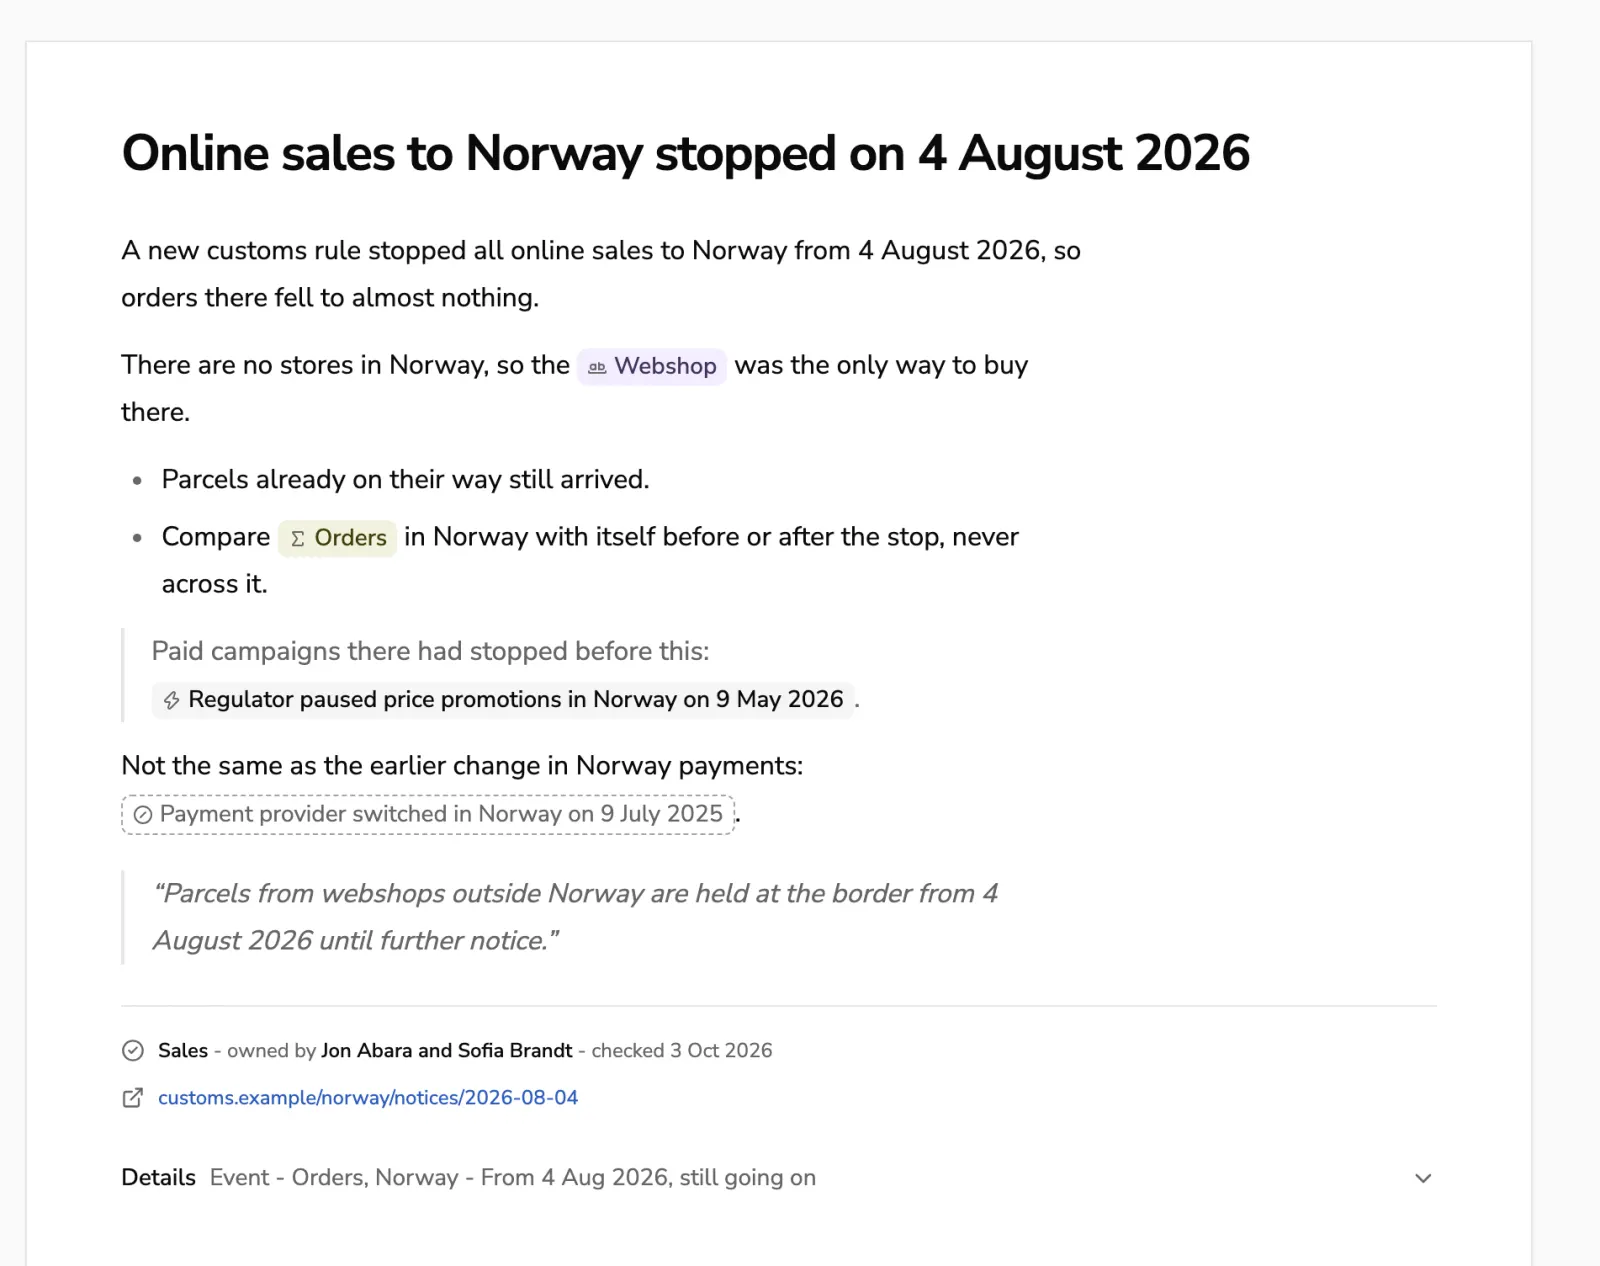 Online sales to Norway stopped on 4 August 2026
A new customs rule stopped all online sales to Norway from 4 August 2026, so
orders there fell to almost nothing.
There are no stores in Norway, so the ab Webshop was the only way to buy
there.
• Parcels already on their way still arrived.
• Compare Σ Orders in Norway with itself before or after the stop, never
across it.
Paid campaigns there had stopped before this:
Regulator paused price promotions in Norway on 9 May 2026 .
Not the same as the earlier change in Norway payments:
Payment provider switched in Norway on 9 July 2025.
“Parcels from webshops outside Norway are held at the border from 4
August 2026 until further notice.”
Sales - owned by Jon Abara and Sofia Brandt - checked 3 Oct 2026
customs.example/norway/notices/2026-08-04
Details Event - Orders, Norway - From 4 Aug 2026, still going on